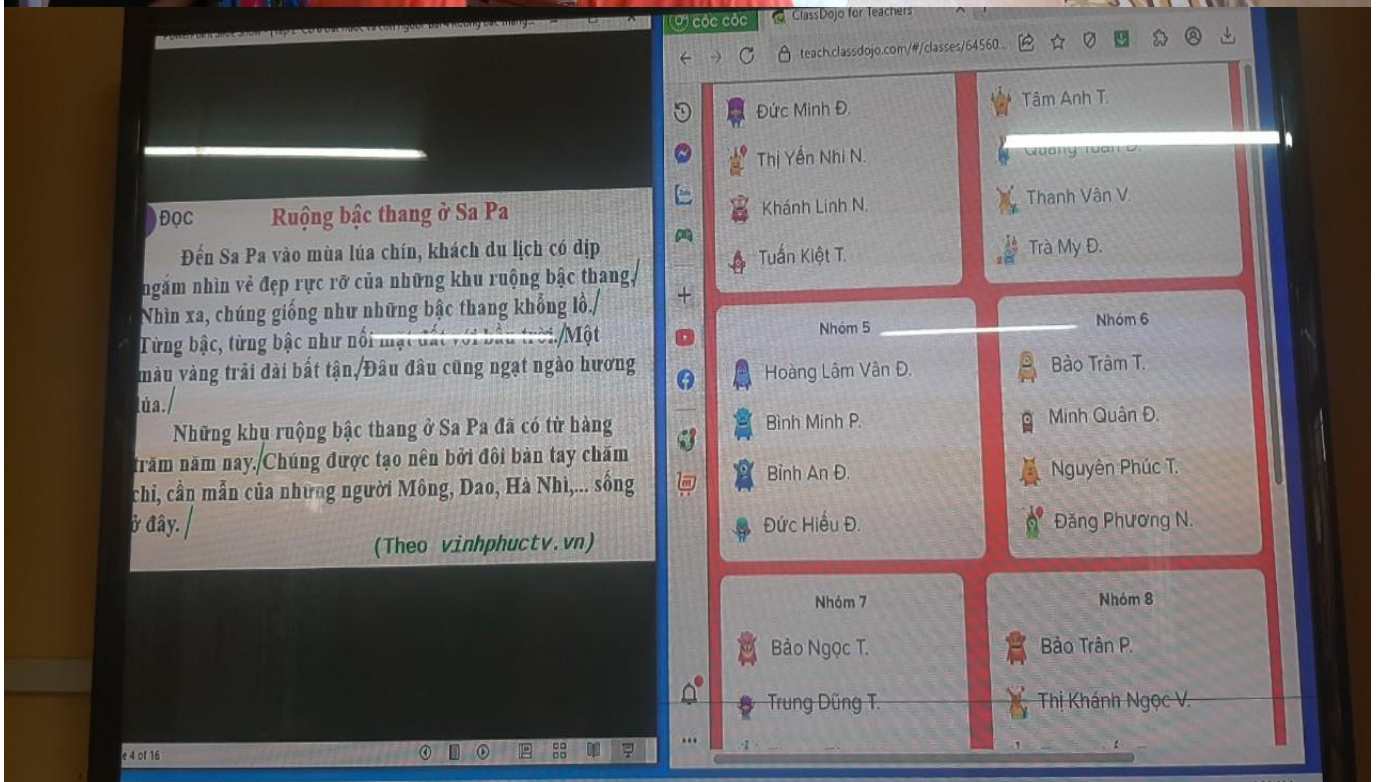 cốc cốc
ClassDojo for Teachers
teach.classdojo.com/#/classes/64560...
ĐỌC
Ruộng bậc thang ở Sa Pa
Đến Sa Pa vào mùa lúa chín, khách du lịch có dịp
ngắm nhìn vẻ đẹp rực rỡ của những khu ruộng bậc thang./
Nhìn xa, chúng giống như những bậc thang khổng lồ./
Từng bậc, từng bậc như nối mặt đất với bầu trời./Một
màu vàng trải dài bất tận./Đâu đâu cũng ngạt ngào hương
lúa./
Những khu ruộng bậc thang ở Sa Pa đã có từ hàng
trăm năm nay./Chúng được tạo nên bởi đôi bàn tay chăm
chỉ, cần mẫn của những người Mông, Dao, Hà Nhì,... sống
ở đây. /
(Theo vinhphuctv.vn)
e 4 of 16
Đức Minh Đ.
Thị Yến Nhi N.
Khánh Linh N.
Tuấn Kiệt T.
Tâm Anh T.
Quang Tuấn D.
Thanh Vân V.
Trà My Đ.
Nhóm 5
Hoàng Lâm Vân Đ.
Bình Minh P.
Bình An Đ.
Đức Hiếu Đ.
Nhóm 6
Bảo Trâm T.
Minh Quân Đ.
Nguyên Phúc T.
Đăng Phương N.
Nhóm 7
Bảo Ngọc T.
Trung Dũng T.
Nhóm 8
Bảo Trân P.
Thị Khánh Ngọc V.